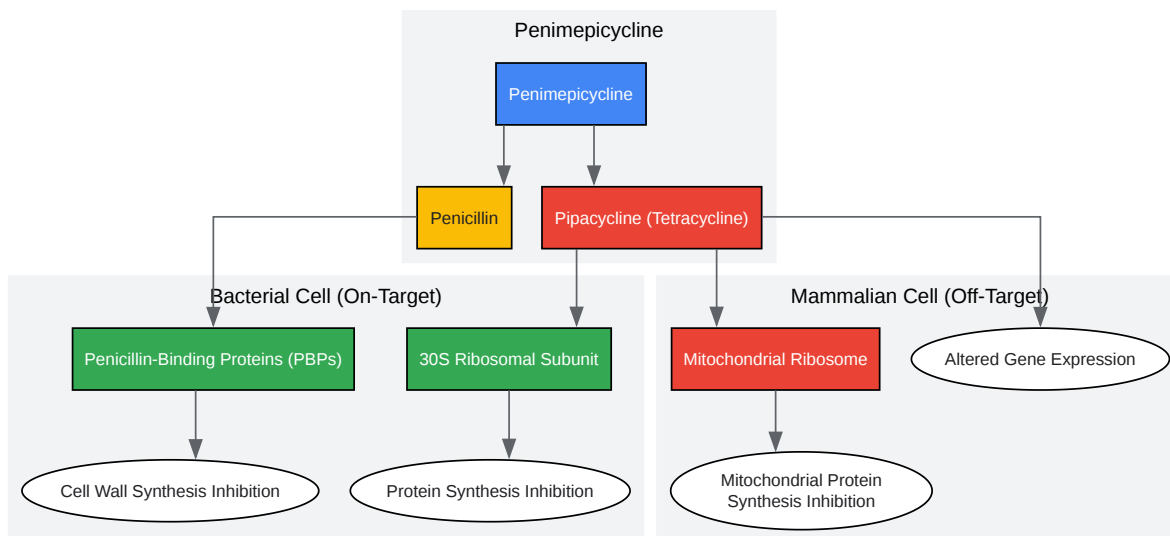 Penimepicycline
Penimepicycline
Penicillin
Pipacycline (Tetracycline)
Bacterial Cell (On-Target)
Mammalian Cell (Off-Target)
Penicillin-Binding Proteins (PBPs)
30S Ribosomal Subunit
Mitochondrial Ribosome
Altered Gene Expression
Cell Wall Synthesis Inhibition
Protein Synthesis Inhibition
Mitochondrial Protein
Synthesis Inhibition